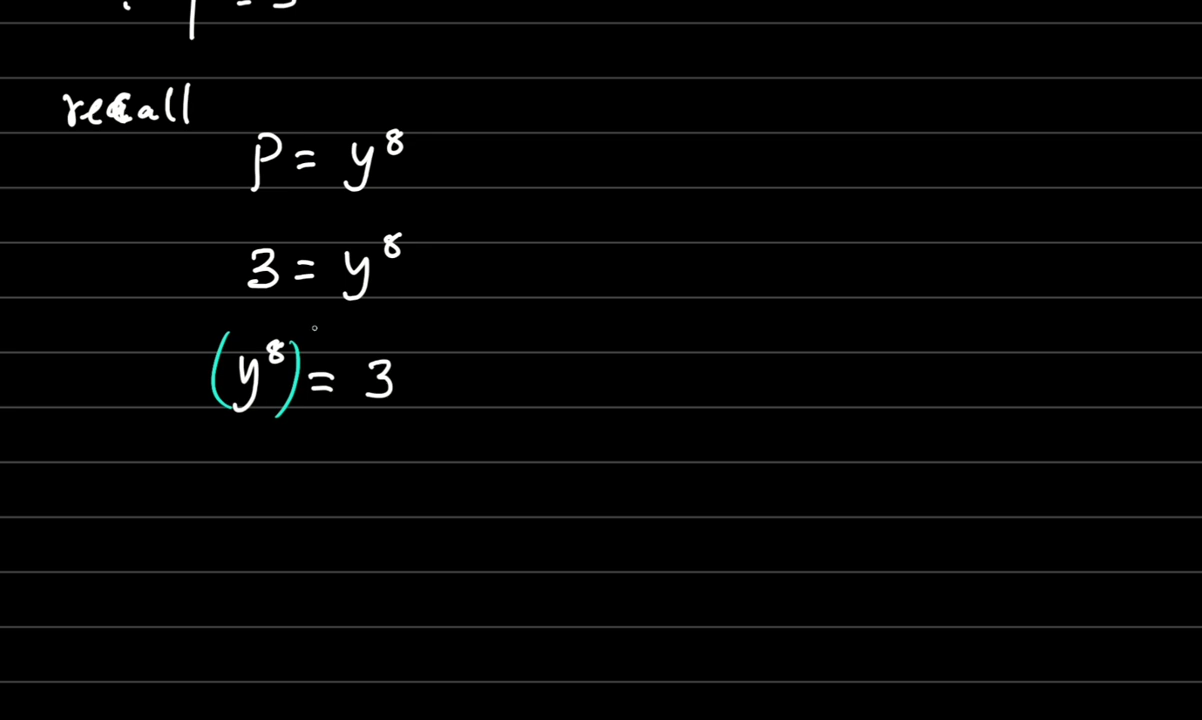 recall
P = y⁸
3 = y⁸
(y⁸) = 3